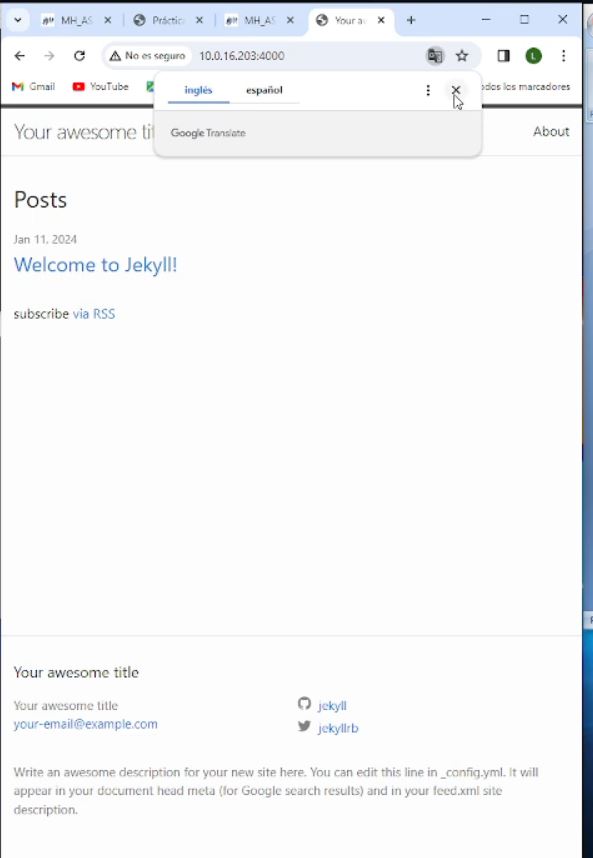 MH_AS
Práctic
MH_AS
Your a
No es seguro
10.0.16.203:4000
L
Gmail
YouTube
odos los marcadores
inglés
español
Google Translate
Your awesome ti
About
Posts
Jan 11, 2024
Welcome to Jekyll!
subscribe via RSS
Your awesome title
Your awesome title
jekyll
your-email@example.com
jekyllrb
Write an awesome description for your new site here. You can edit this line in _config.yml. It will
appear in your document head meta (for Google search results) and in your feed.xml site
description.